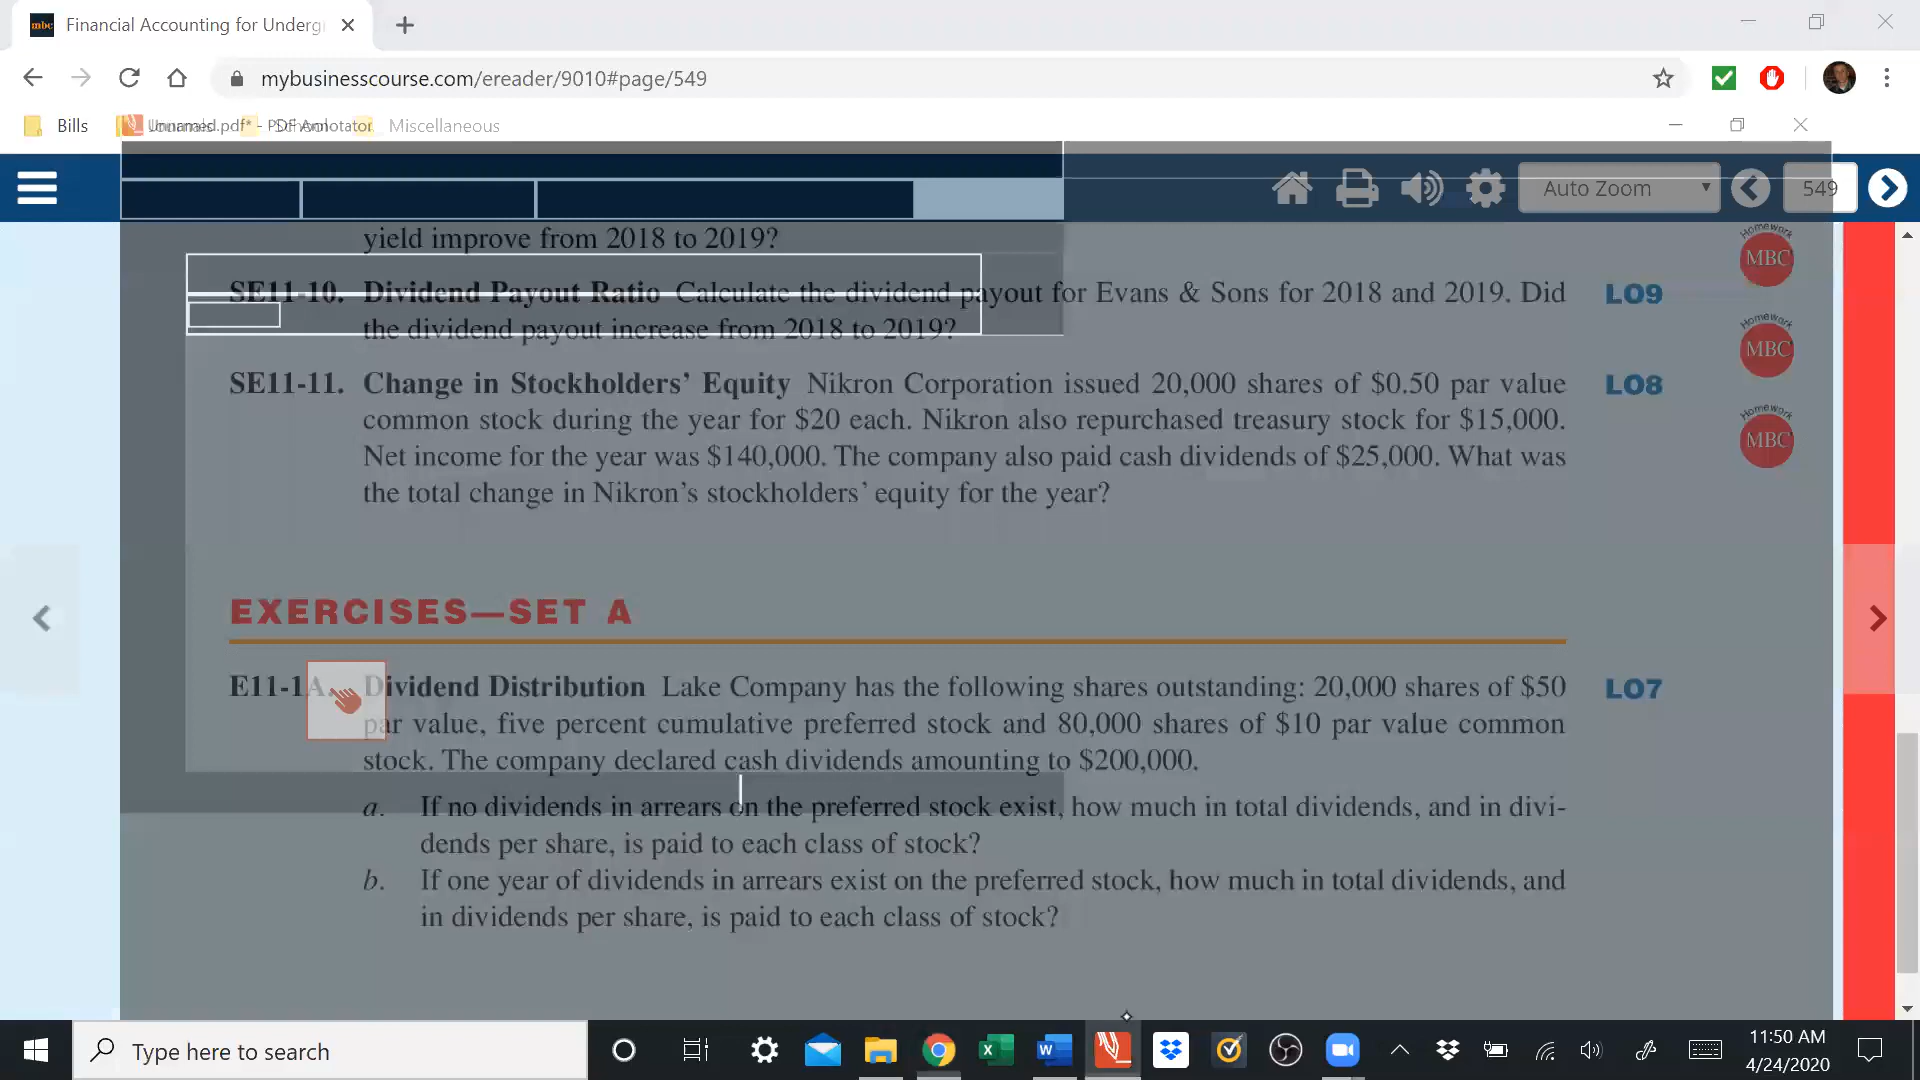 mbc Financial Accounting for Underg
mybusinesscourse.com/ereader/9010#page/549
Bills
Unnamed.pdf* - PDF Annotator
Miscellaneous
Auto Zoom
549
yield improve from 2018 to 2019?
SE11-10. Dividend Payout Ratio Calculate the dividend payout for Evans & Sons for 2018 and 2019. Did LO9
the dividend payout increase from 2018 to 2019?
SE11-11. Change in Stockholders’ Equity Nikron Corporation issued 20,000 shares of $0.50 par value LO8
common stock during the year for $20 each. Nikron also repurchased treasury stock for $15,000.
Net income for the year was $140,000. The company also paid cash dividends of $25,000. What was
the total change in Nikron’s stockholders’ equity for the year?
Homework
MBC
Homework
MBC
Homework
MBC
EXERCISES—SET A
E11-1A. Dividend Distribution Lake Company has the following shares outstanding: 20,000 shares of $50 LO7
par value, five percent cumulative preferred stock and 80,000 shares of $10 par value common
stock. The company declared cash dividends amounting to $200,000.
a. If no dividends in arrears on the preferred stock exist, how much in total dividends, and in divi-
dends per share, is paid to each class of stock?
b. If one year of dividends in arrears exist on the preferred stock, how much in total dividends, and
in dividends per share, is paid to each class of stock?
Type here to search
11:50 AM
4/24/2020